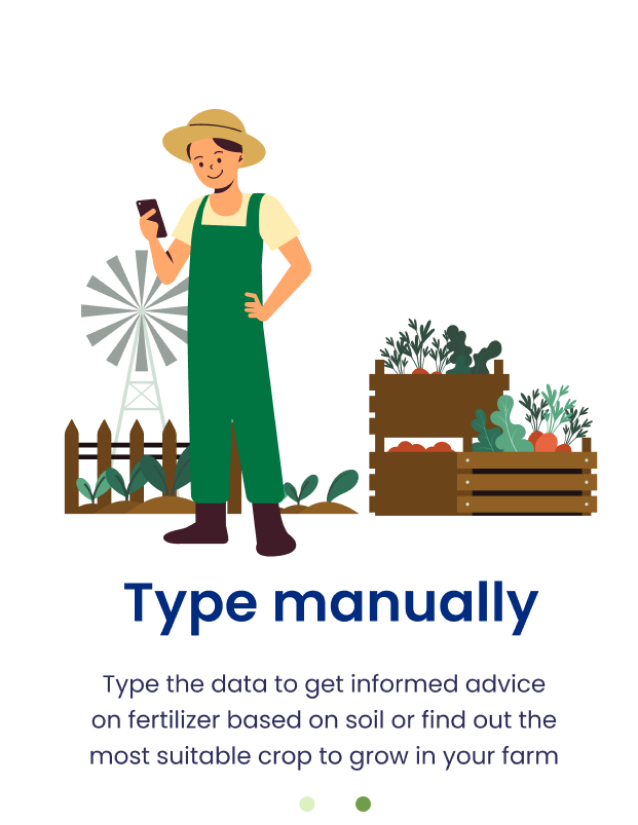 Type manually
Type the data to get informed advice
on fertilizer based on soil or find out the
most suitable crop to grow in your farm